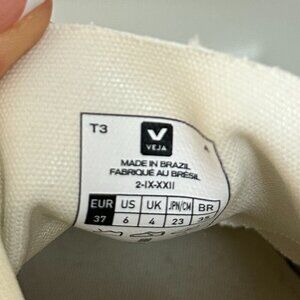 T3
V
VEJA
MADE IN BRAZIL
FABRIQUÉ AU BRÉSIL
2-IX-XXII
EUR US UK JPN/CM BR
37 6 4 23 35